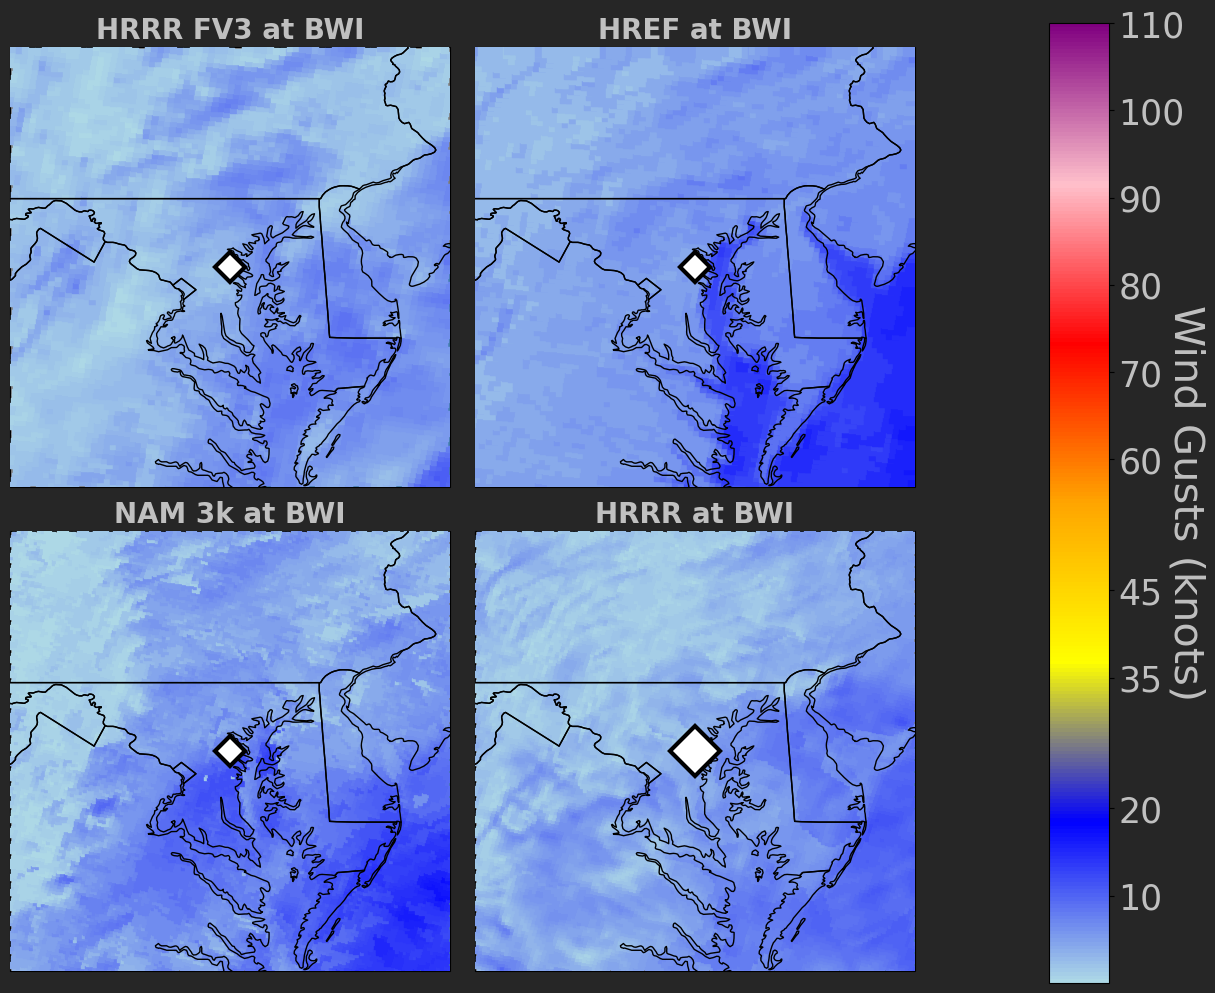 HRRR FV3 at BWI
HREF at BWI
NAM 3k at BWI
HRRR at BWI
110
100
90
80
70
60
45
35
20
10
Wind Gusts (knots)